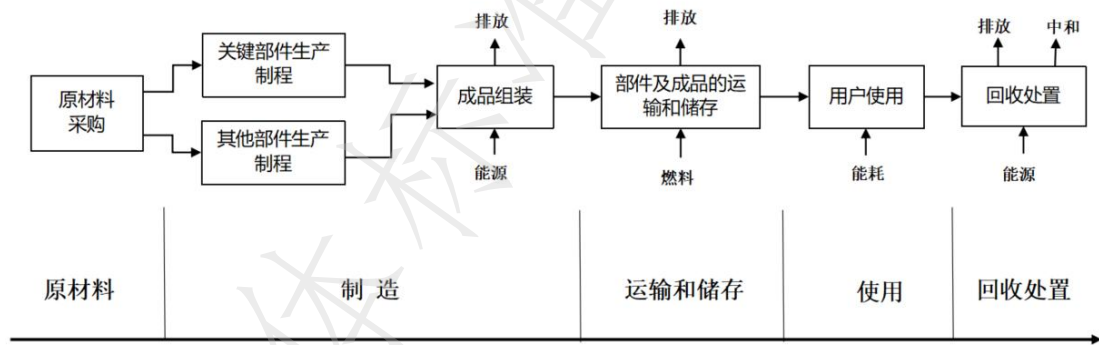 排放
排放
排放
中和
关键部件生产
制程
原材料
采购
成品组装
部件及成品的运
输和储存
用户使用
回收处置
其他部件生产
制程
能源
燃料
能耗
能源
原材料
制 造
运输和储存
使用
回收处置
体标准